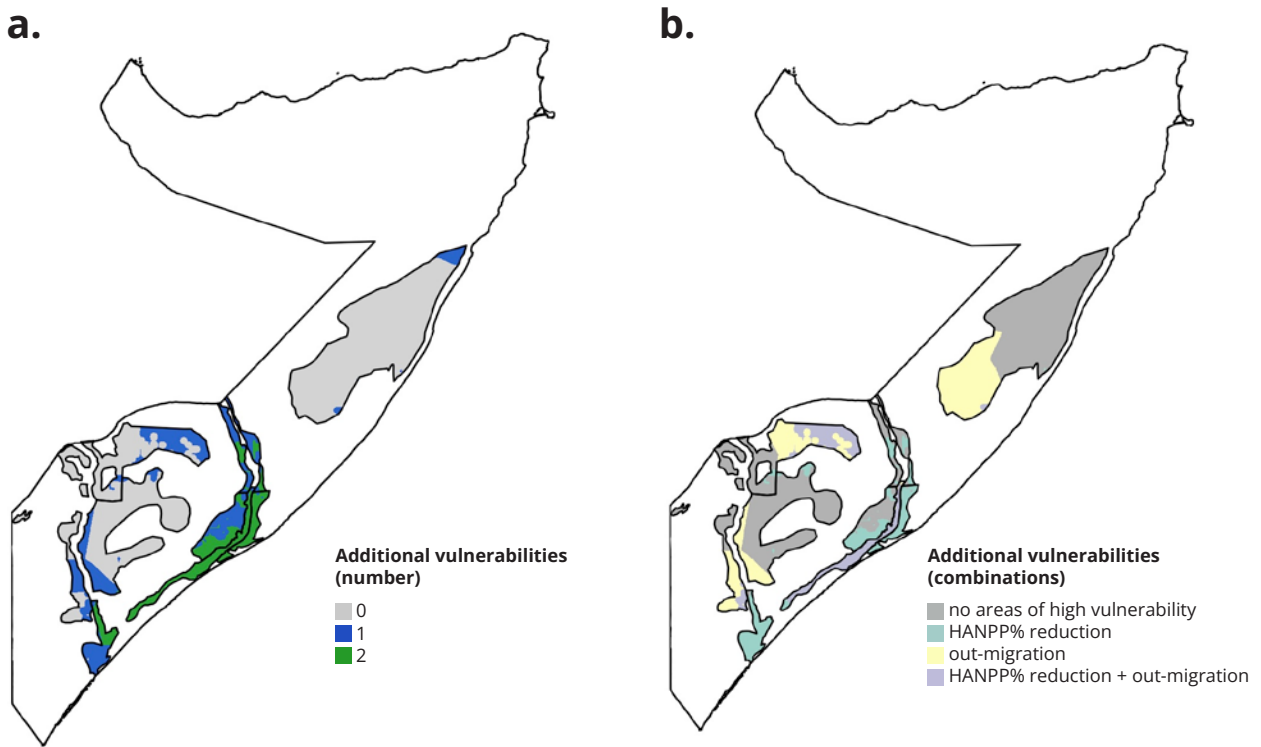 a.
b.
Additional vulnerabilities
(number)
0
1
2
Additional vulnerabilities
(combinations)
no areas of high vulnerability
HANPP% reduction
out-migration
HANPP% reduction + out-migration